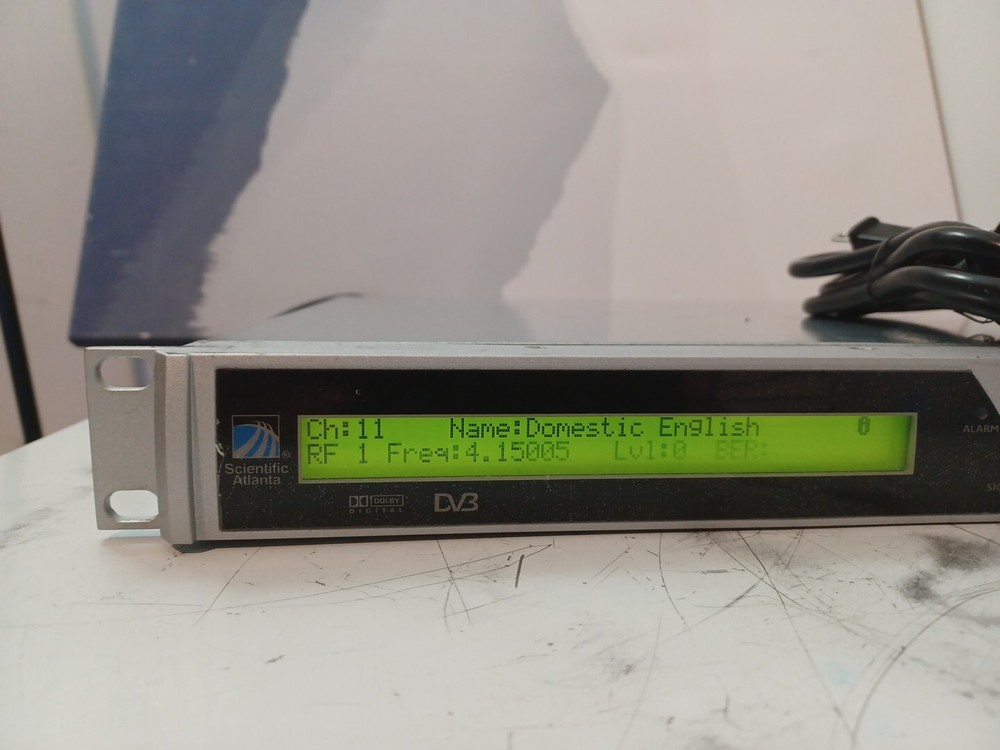 Ch:11 Name:Domestic English
RF 1 Freq:4.15005 Lvl:0 BER:
Scientific
Atlanta
DOLBY
DIGITAL
DVB
ALARM